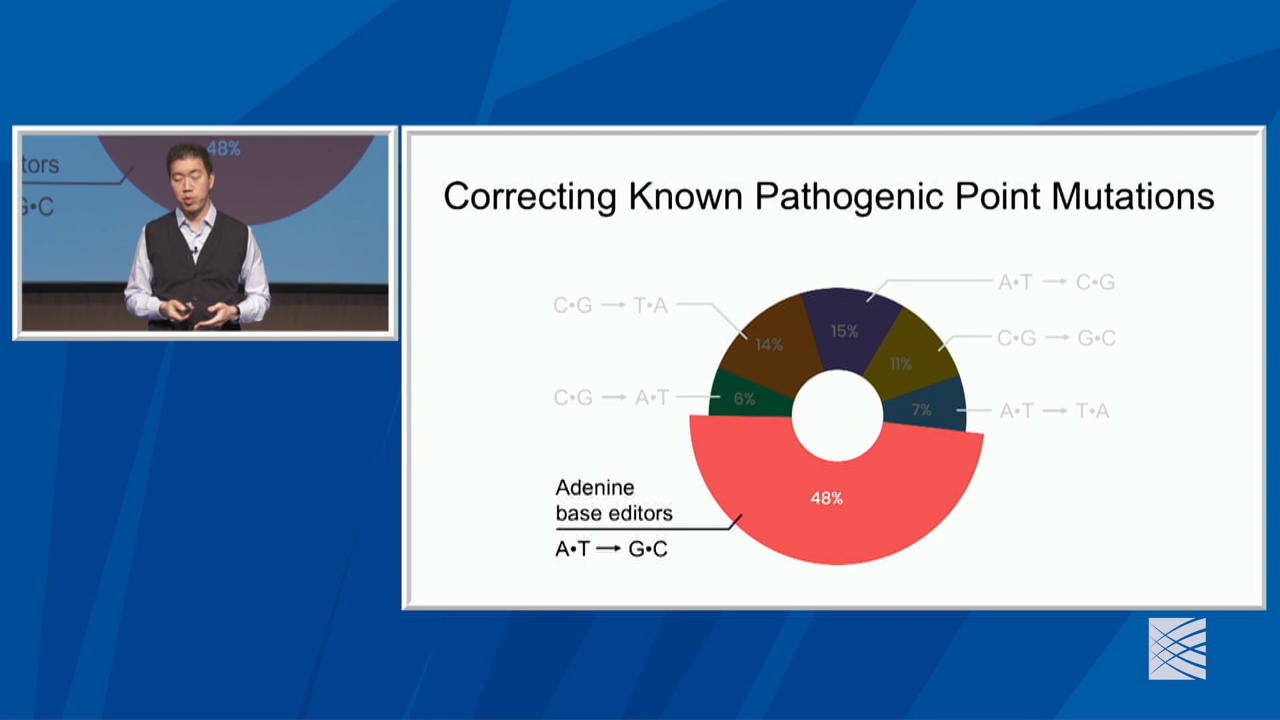 48%
tors
G•C
Correcting Known Pathogenic Point Mutations
A•T → C•G
C•G → T•A
15%
14%
11%
C•G → G•C
C•G → A•T
6%
7%
A•T → T•A
Adenine
base editors
48%
A•T → G•C